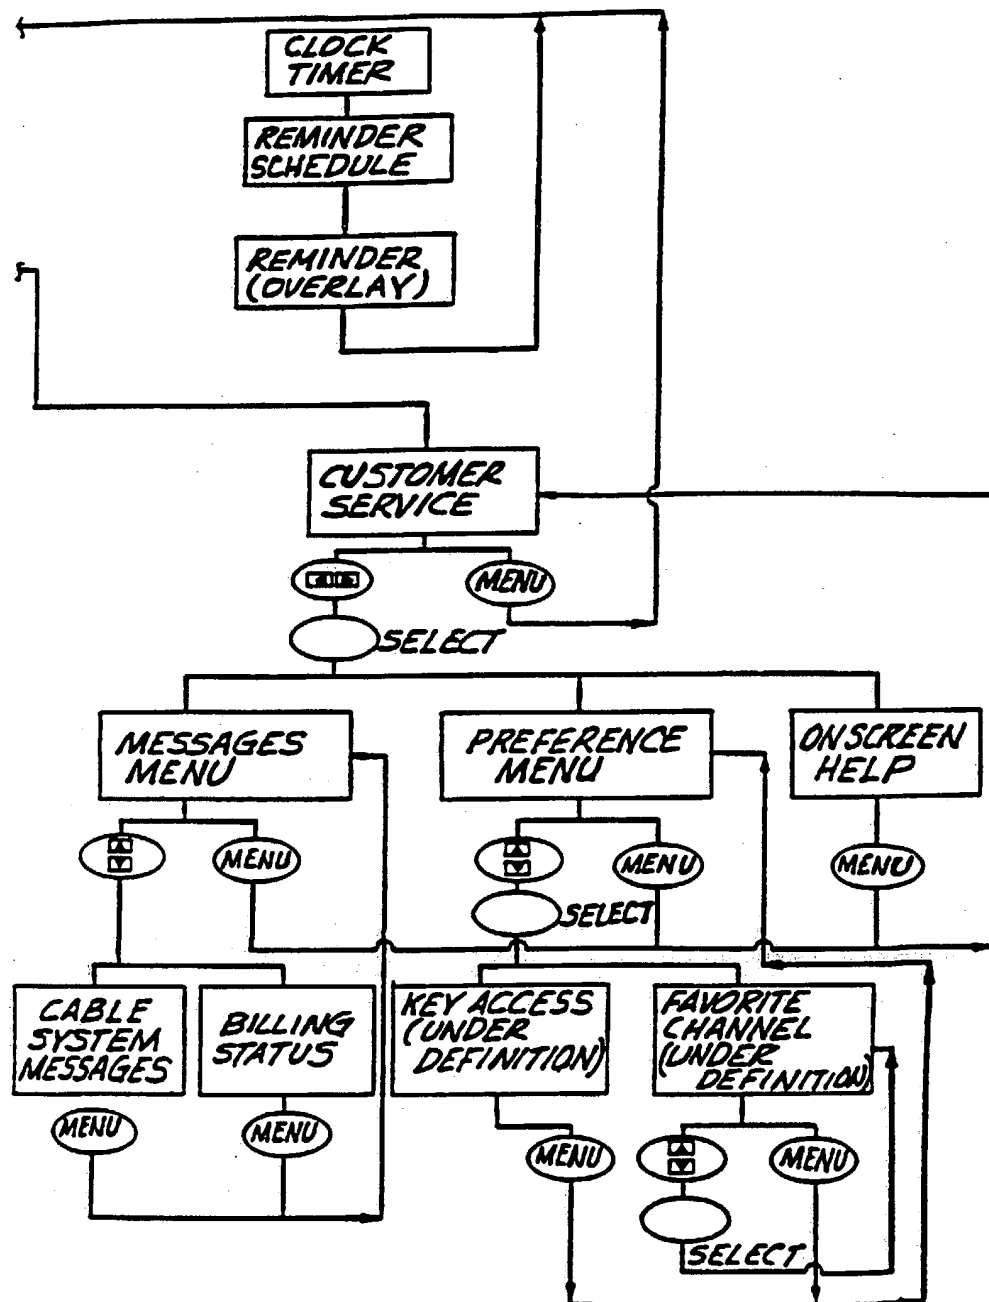 CLOCK
TIMER
REMINDER
SCHEDULE
REMINDER
(OVERLAY)
CUSTOMER
SERVICE
MENU
SELECT
MESSAGES
MENU
PREFERENCE
MENU
ON SCREEN
HELP
MENU
MENU
MENU
SELECT
CABLE
SYSTEM
MESSAGES
BILLING
STATUS
KEY ACCESS
(UNDER
DEFINITION)
FAVORITE
CHANNEL
(UNDER
DEFINITION)
MENU
MENU
MENU
MENU
SELECT